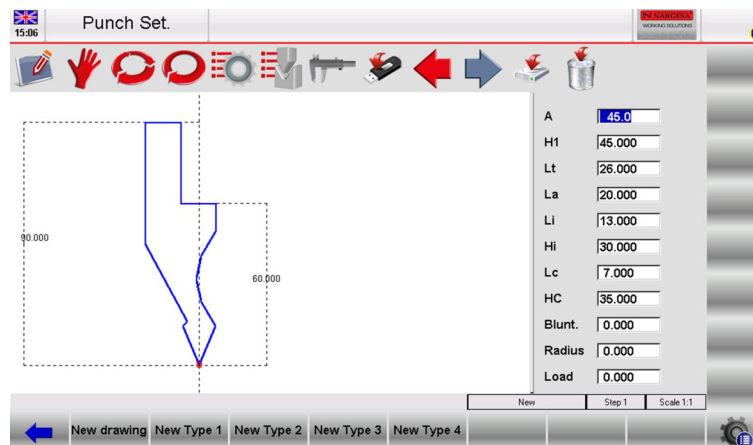 15:06
Punch Set.
NARGESA
WORKING SOLUTIONS
A 45.0
H1 45.000
Lt 26.000
La 20.000
Li 13.000
Hi 30.000
Lc 7.000
HC 35.000
Blunt. 0.000
Radius 0.000
Load 0.000
90.000
60.000
New Step 1 Scale 1:1
New drawing New Type 1 New Type 2 New Type 3 New Type 4